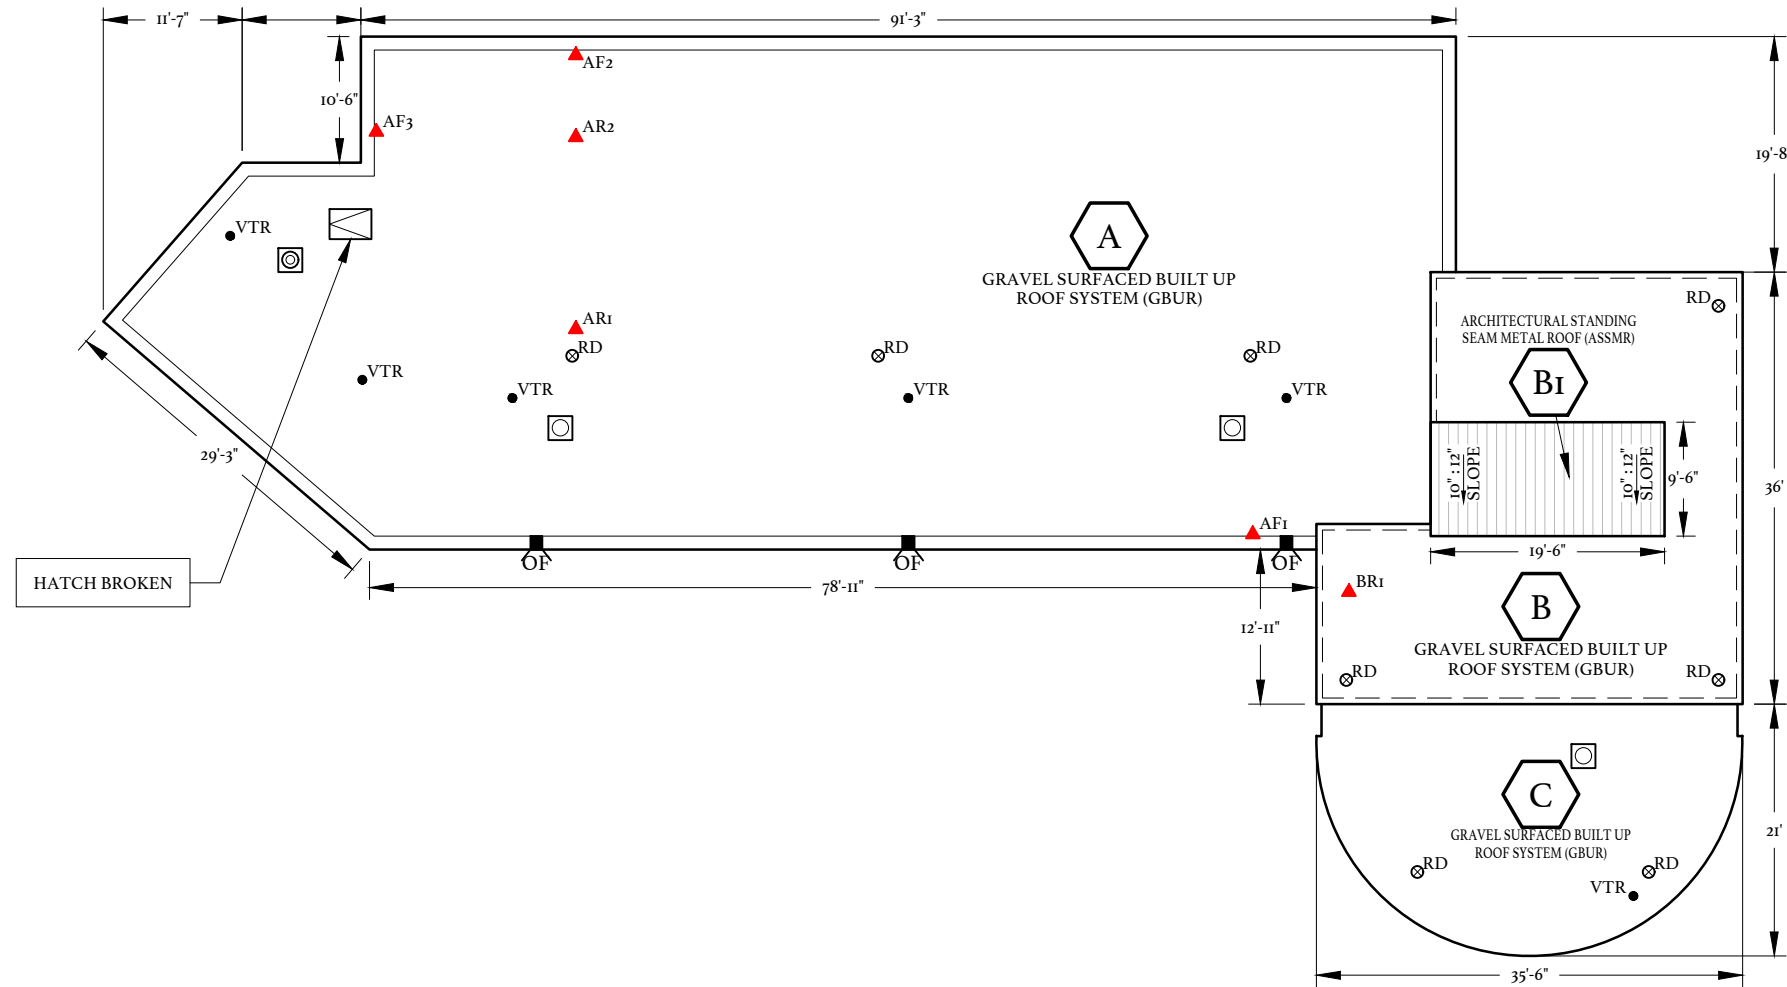 11'-7"
91'-3"
AF2
10'-6"
AF3
AR2
19'-8
VTR
A
GRAVEL SURFACED BUILT UP
ROOF SYSTEM (GBUR)
RD
AR1
ARCHITECTURAL STANDING
SEAM METAL ROOF (ASSMR)
RD
RD
RD
VTR
B1
VTR
VTR
VTR
29'-3"
10" : 12"
SLOPE
10" : 12"
SLOPE
9'-6"
36'
AF1
OF
OF
OF
19'-6"
HATCH BROKEN
78'-11"
BR1
B
12'-11"
GRAVEL SURFACED BUILT UP
ROOF SYSTEM (GBUR)
RD
RD
C
GRAVEL SURFACED BUILT UP
ROOF SYSTEM (GBUR)
21'
RD
RD
VTR
35'-6"